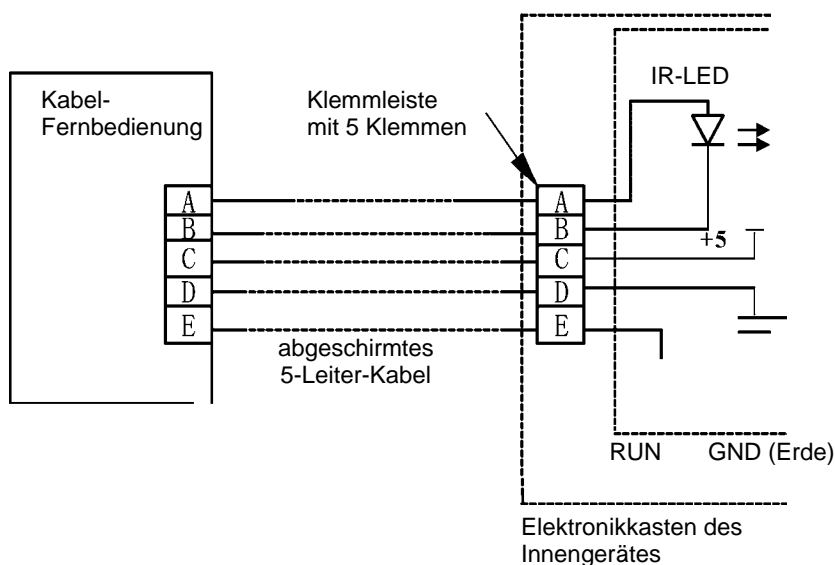 IR-LED
Kabel-
Fernbedienung
Klemmleiste
mit 5 Klemmen
A
B
C
D
E
A
B
C
D
E
+5
abgeschirmtes
5-Leiter-Kabel
RUN
GND (Erde)
Elektronikkasten des
Innengerätes